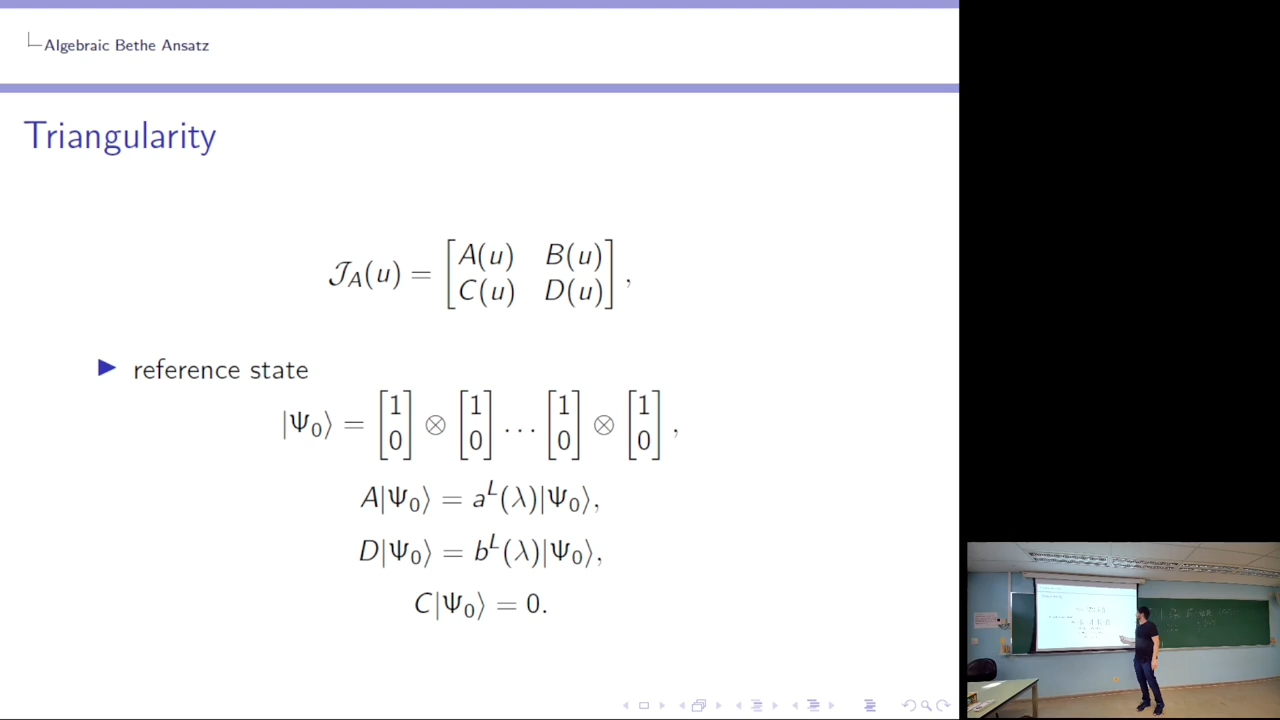 Algebraic Bethe Ansatz
Triangularity
𝒯_A(u) = [A(u) B(u)
C(u) D(u)] ,
▶ reference state
|Ψ₀⟩ = [1 0] ⊗ [1 0] … [1 0] ⊗ [1 0] ,
A|Ψ₀⟩ = a^L(λ)|Ψ₀⟩,
D|Ψ₀⟩ = b^L(λ)|Ψ₀⟩,
C|Ψ₀⟩ = 0.